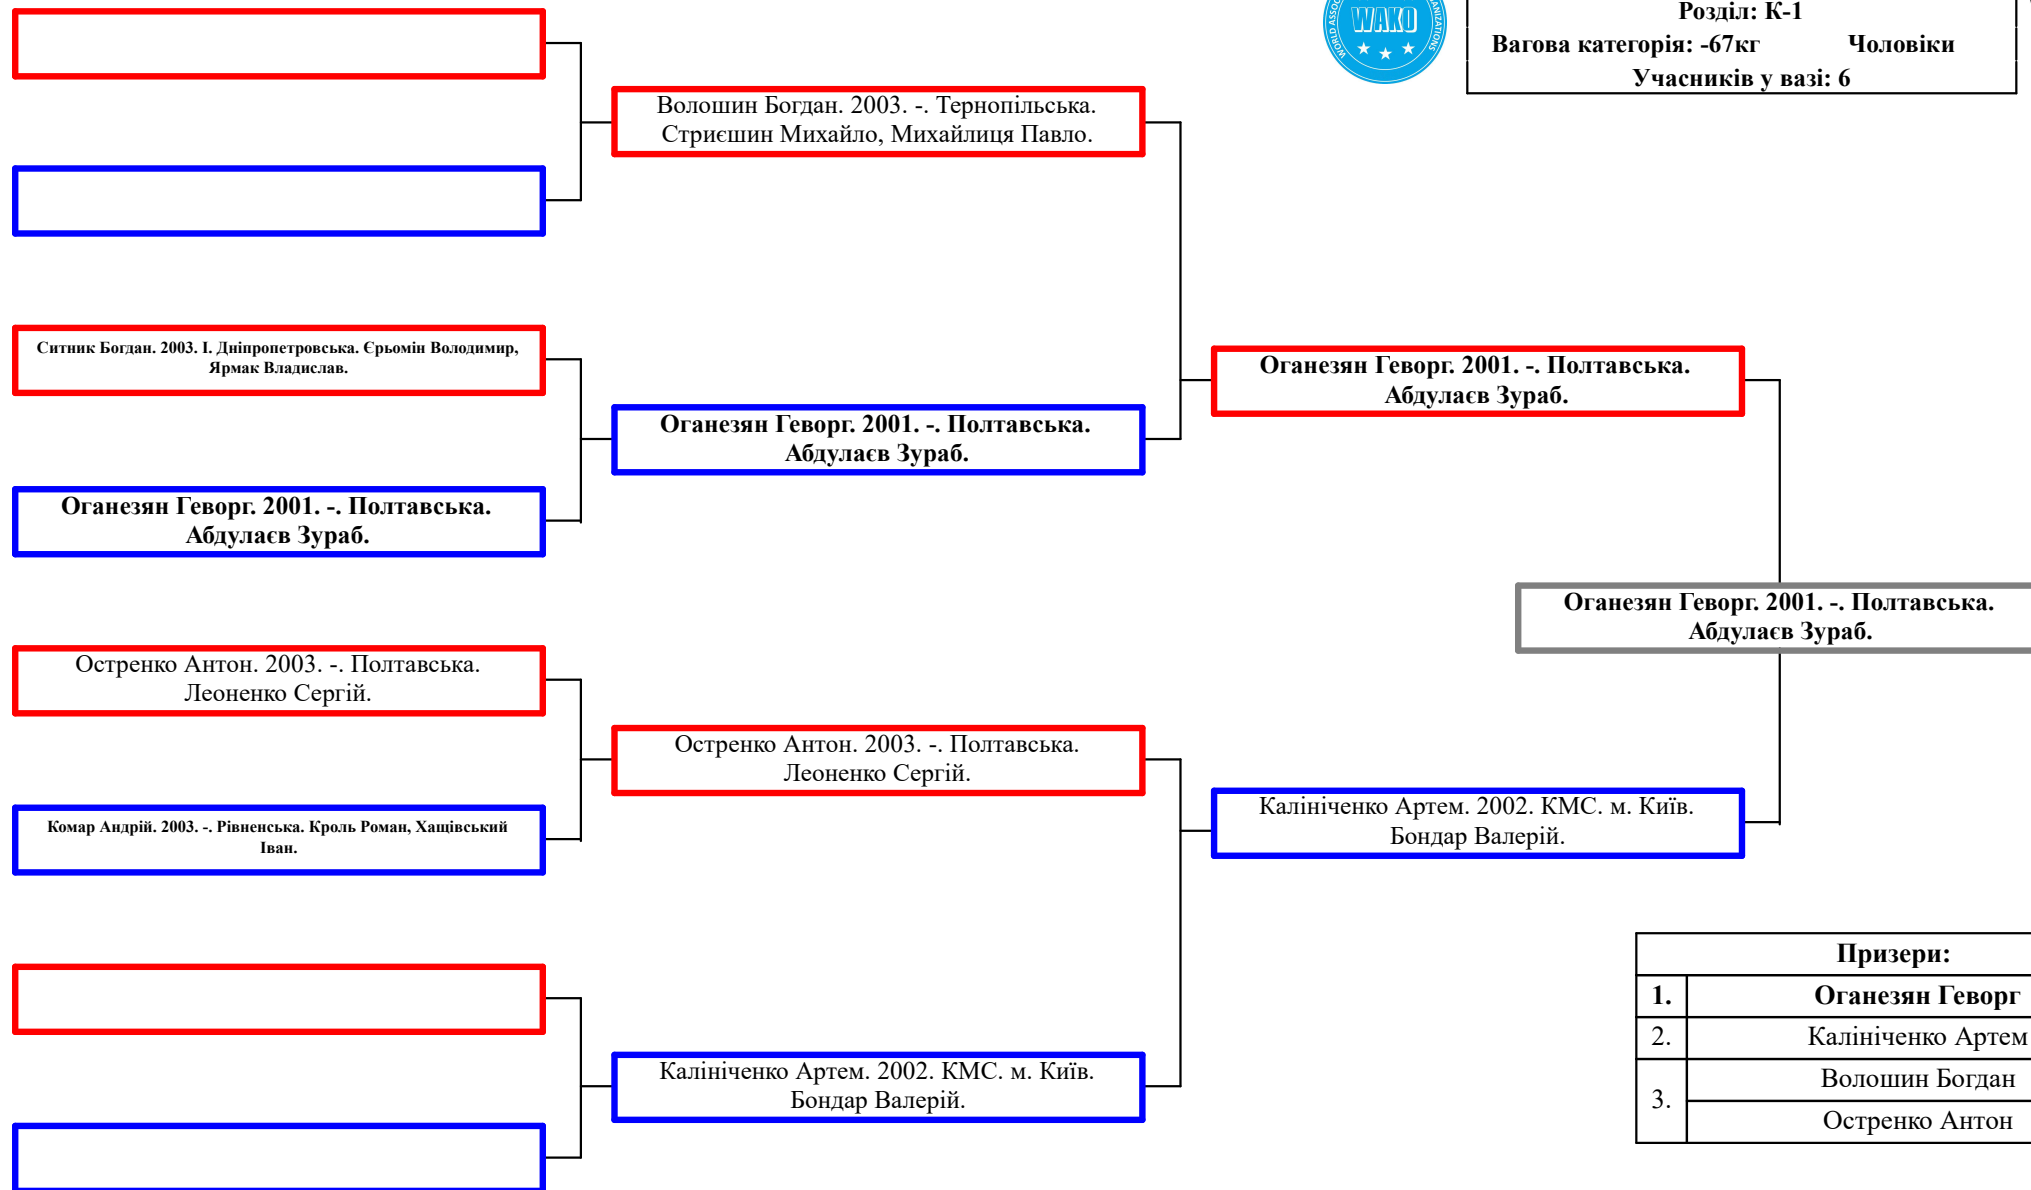 WAKO
Розділ: К-1
Вагова категорія: -67кг Чоловіки
Учасників у вазі: 6
Волошин Богдан. 2003. -. Тернопільська.
Стриєшин Михайло, Михайлиця Павло.
Ситник Богдан. 2003. І. Дніпропетровська. Єрьомін Володимир,
Ярмак Владислав.
Оганезян Геворг. 2001. -. Полтавська.
Абдулаєв Зураб.
Оганезян Геворг. 2001. -. Полтавська.
Абдулаєв Зураб.
Оганезян Геворг. 2001. -. Полтавська.
Абдулаєв Зураб.
Оганезян Геворг. 2001. -. Полтавська.
Абдулаєв Зураб.
Остренко Антон. 2003. -. Полтавська.
Леоненко Сергій.
Остренко Антон. 2003. -. Полтавська.
Леоненко Сергій.
Комар Андрій. 2003. -. Рівненська. Кроль Роман, Хащівський
Іван.
Калініченко Артем. 2002. КМС. м. Київ.
Бондар Валерій.
Калініченко Артем. 2002. КМС. м. Київ.
Бондар Валерій.
Призери:
1. Оганезян Геворг
2. Калініченко Артем
3. Волошин Богдан
Остренко Антон